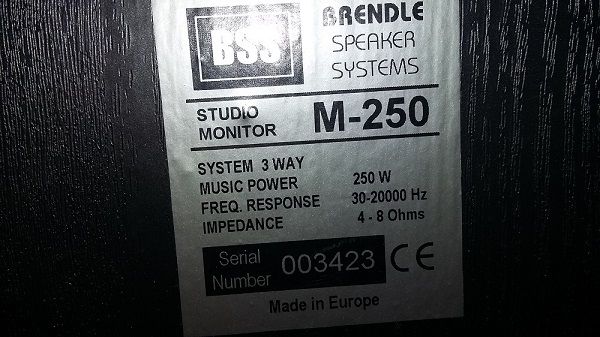 BSS
BRENDLE
SPEAKER
SYSTEMS
STUDIO
MONITOR M-250
SYSTEM 3 WAY
MUSIC POWER 250 W
FREQ. RESPONSE 30-20000 Hz
IMPEDANCE 4 - 8 Ohms
Serial
Number 003423 CE
Made in Europe